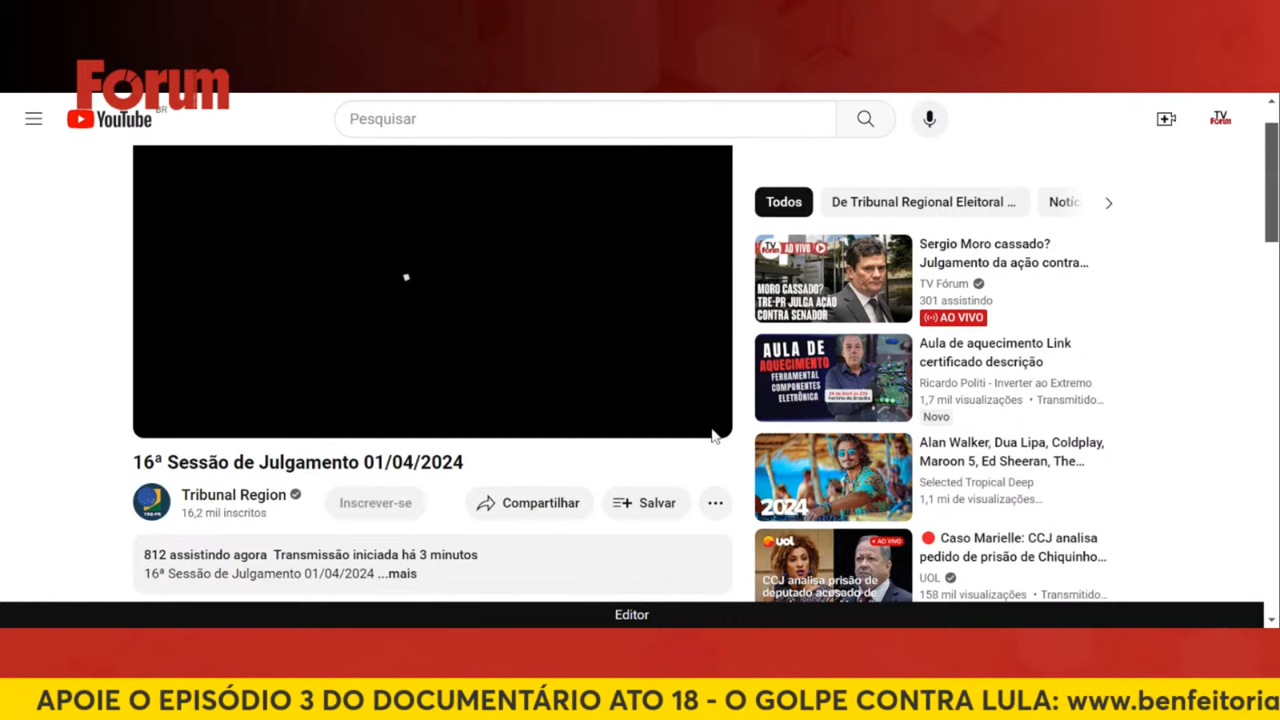 Forum
YouTube
BR
Pesquisar
TV
Forum
Todos
De Tribunal Regional Eleitoral ...
Notíc
TV
Forum
AO VIVO
MORO CASSADO?
TRE-PR JULGA AÇÃO
CONTRA SENADOR
Sergio Moro cassado?
Julgamento da ação contra...
TV Fórum
301 assistindo
AO VIVO
AULA DE
AQUECIMENTO
FERRAMENTAL
COMPONENTES
ELETRÔNICA
Aula de aquecimento Link
certificado descrição
Ricardo Politi - Inverter ao Extremo
1,7 mil visualizações • Transmitido...
Novo
2024
Alan Walker, Dua Lipa, Coldplay,
Maroon 5, Ed Sheeran, The...
Selected Tropical Deep
1,1 mi de visualizações...
uol
AO VIVO
CCJ analisa prisão de
deputado acusado de
Caso Marielle: CCJ analisa
pedido de prisão de Chiquinho...
UOL
158 mil visualizações • Transmitido...
16ª Sessão de Julgamento 01/04/2024
TRE-PR
Tribunal Region
16,2 mil inscritos
Inscrever-se
Compartilhar
Salvar
812 assistindo agora Transmissão iniciada há 3 minutos
16ª Sessão de Julgamento 01/04/2024 ...mais
Editor
APOIE O EPISÓDIO 3 DO DOCUMENTÁRIO ATO 18 - O GOLPE CONTRA LULA: www.benfeitoria